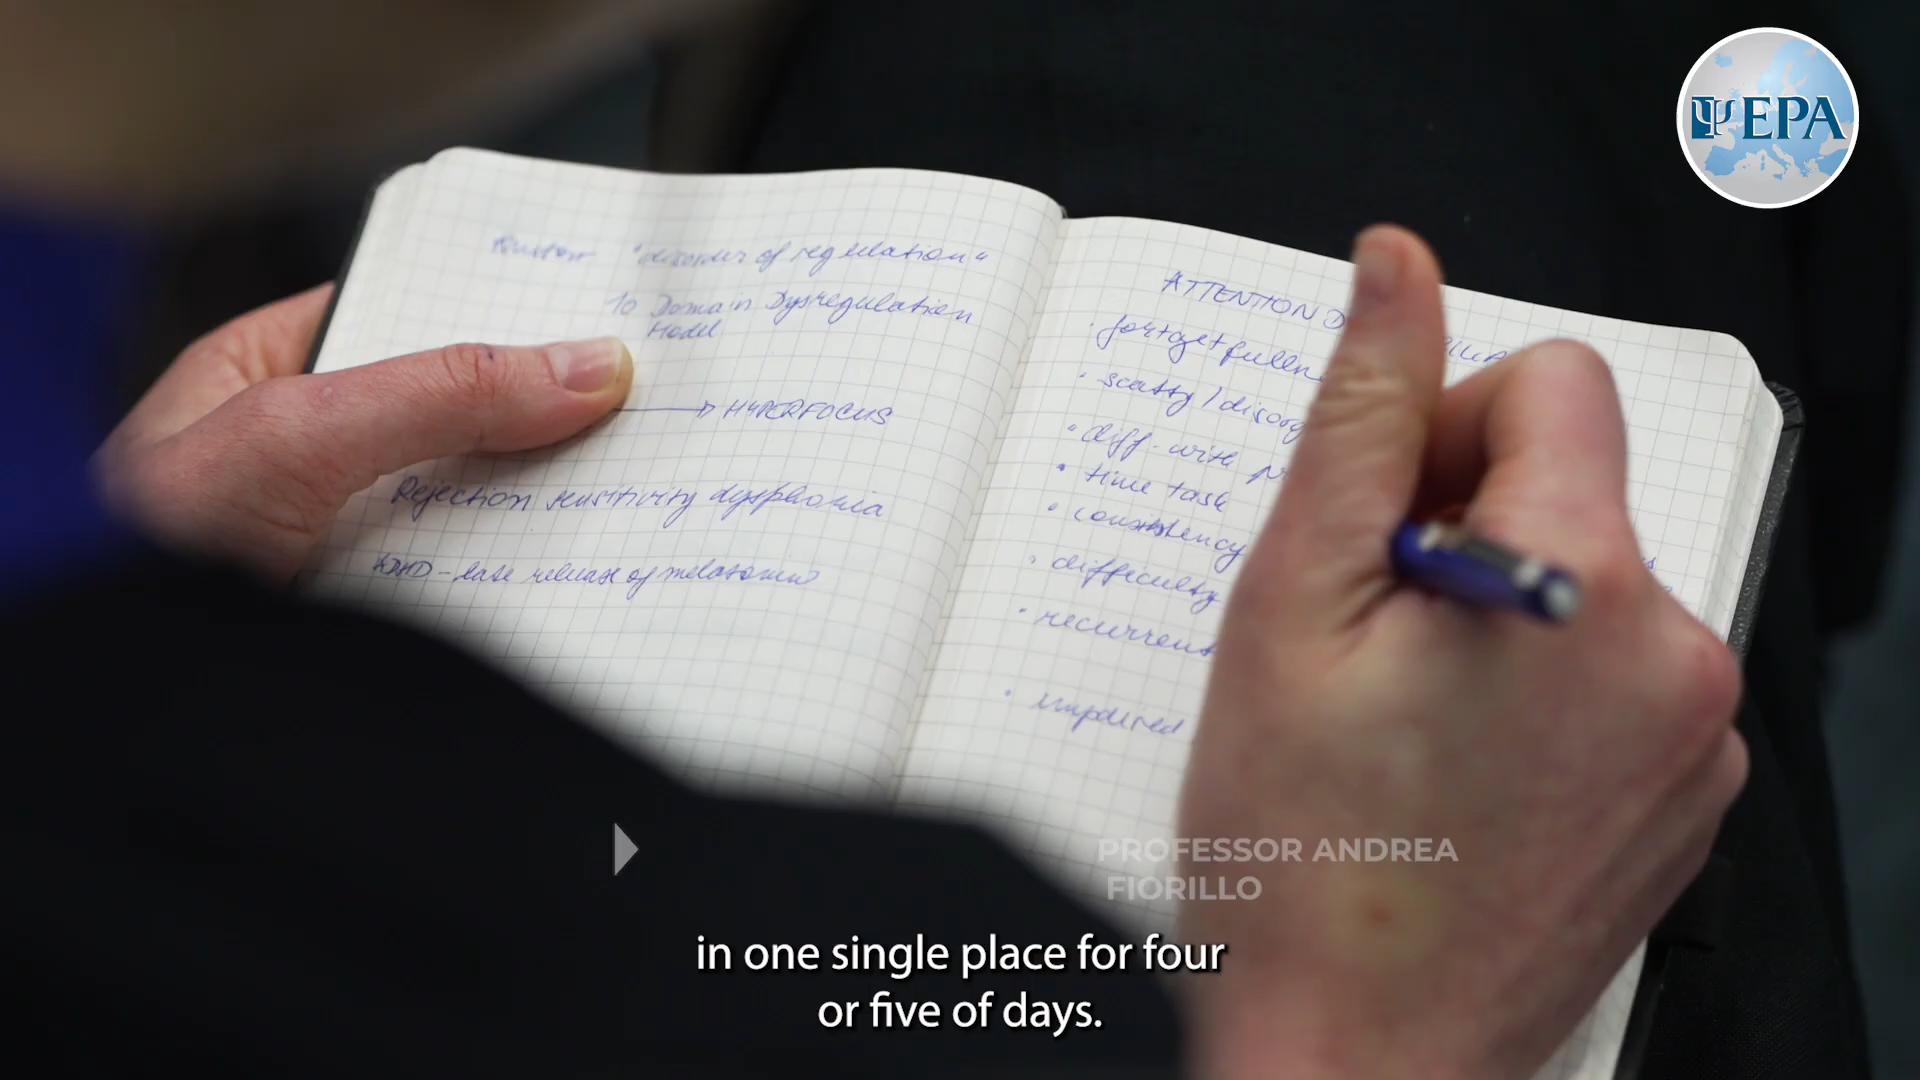 ΨEPA
"disorder of regulation"
10 Domain Dysregulation
Model
HYPERFOCUS
Rejection sensitivity dysphoria
ADHD - late release of melatonin
ATTENTION D
• forgetfulln
• scatty / disorg
• diff. with
• time task
• consistency
• difficulty
• recurrent
• impaired
PROFESSOR ANDREA
FIORILLO
in one single place for four
or five of days.